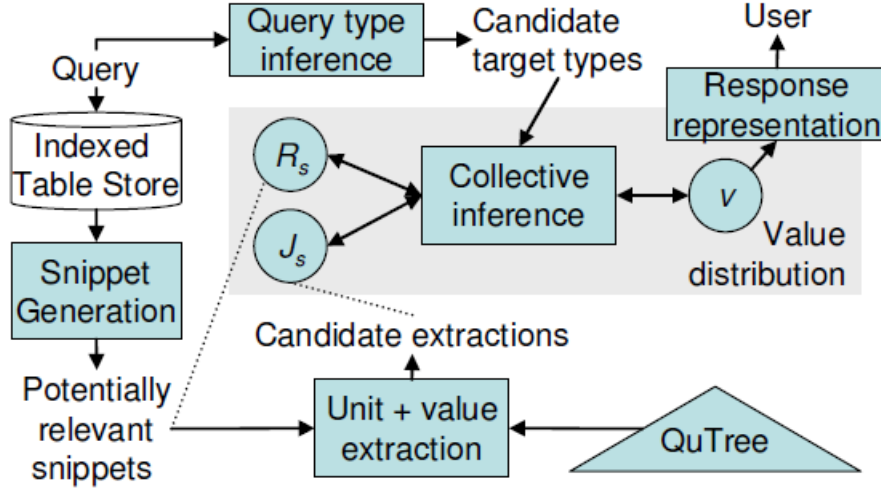 Query type
inference
Candidate
target types
User
Query
Response
representation
Indexed
Table Store
Rs
Js
Collective
inference
v
Value
distribution
Snippet
Generation
Candidate extractions
Potentially
relevant
snippets
Unit + value
extraction
QuTree